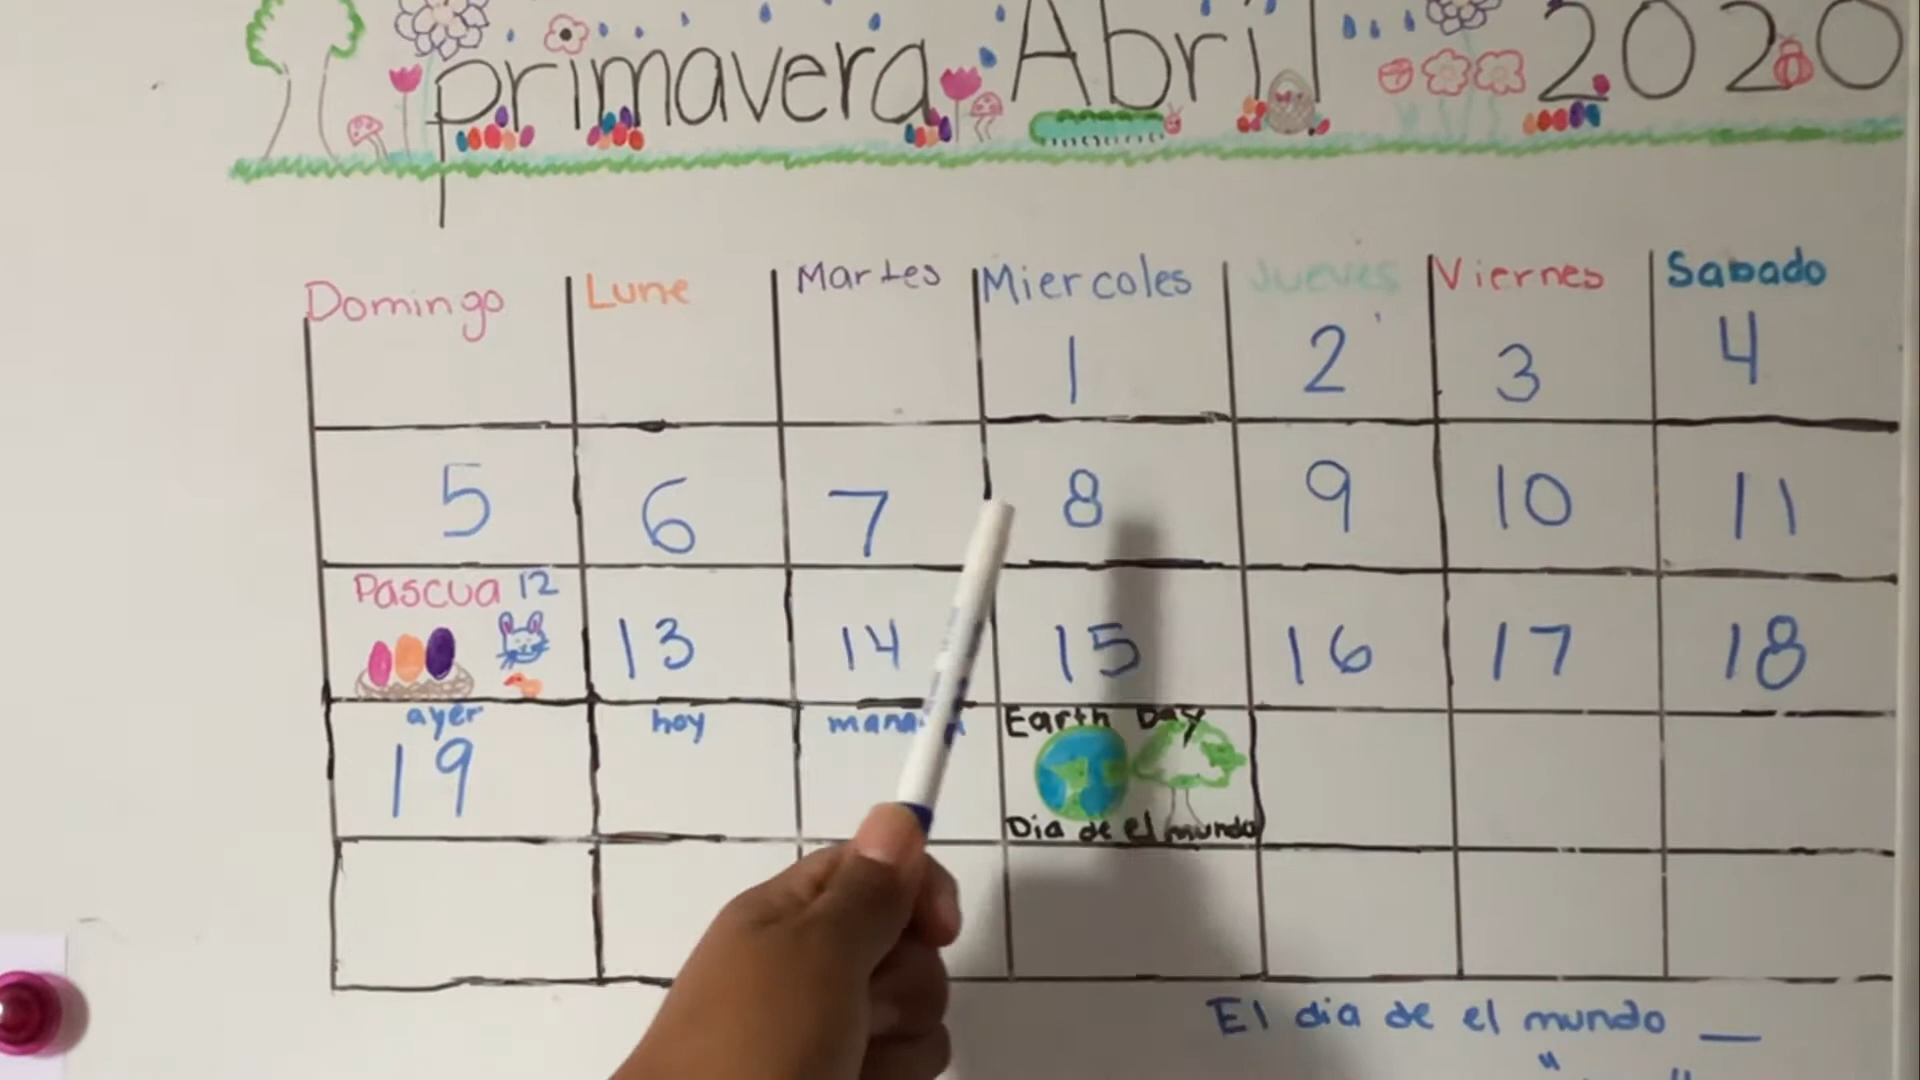 primavera Abril 2020
Domingo Lune Martes Miercoles Jueves Viernes Sabado
1 2 3 4
5 6 7 8 9 10 11
Pascua 12 13 14 15 16 17 18
ayer hoy Earth Day
19
Dia de el mundo
El dia de el mundo __